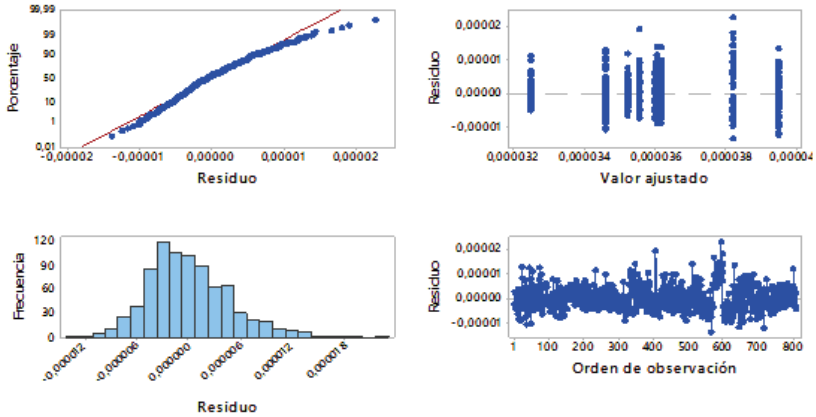 99,99
99
90
50
10
1
0,01
Porcentaje
-0,00002 -0,00001 0,00000 0,00001 0,00002
Residuo
0,00002
0,00001
0,00000
-0,00001
Residuo
0,000032 0,000034 0,000036 0,000038 0,00004
Valor ajustado
120
90
60
30
0
Frecuencia
-0,000012 -0,000006 0,000000 0,000006 0,000012 0,000018
Residuo
0,00002
0,00001
0,00000
-0,00001
Residuo
1 100 200 300 400 500 600 700 800
Orden de observación